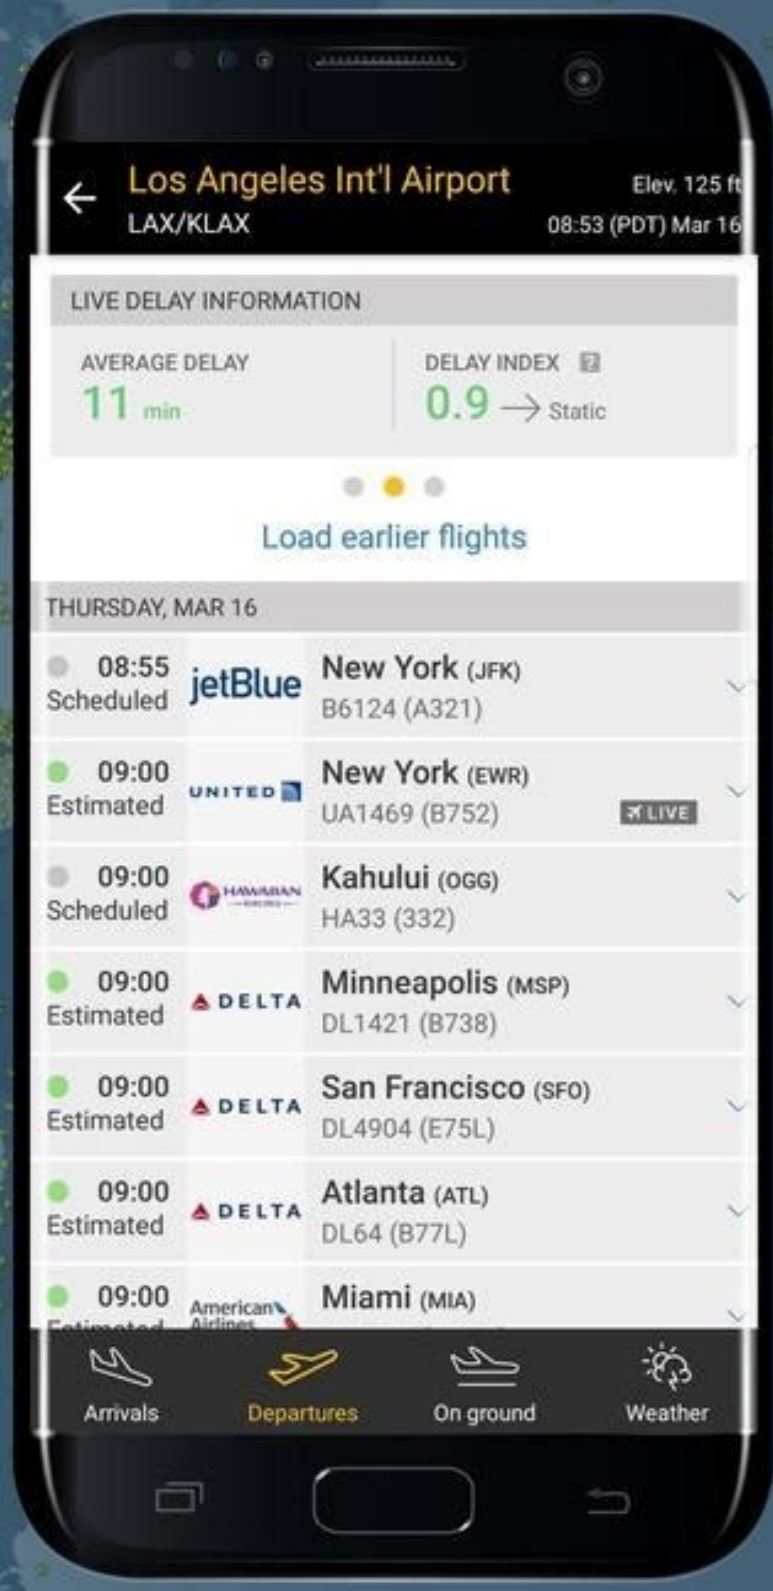 Los Angeles Int'l Airport
Elev. 125 ft
LAX/KLAX
08:53 (PDT) Mar 16
LIVE DELAY INFORMATION
AVERAGE DELAY
11 min
DELAY INDEX ?
0.9 → Static
Load earlier flights
THURSDAY, MAR 16
08:55
Scheduled
jetBlue
New York (JFK)
B6124 (A321)
09:00
Estimated
UNITED
New York (EWR)
UA1469 (B752)
LIVE
09:00
Scheduled
HAWAIIAN
AIRLINES
Kahului (OGG)
HA33 (332)
09:00
Estimated
DELTA
Minneapolis (MSP)
DL1421 (B738)
09:00
Estimated
DELTA
San Francisco (SFO)
DL4904 (E75L)
09:00
Estimated
DELTA
Atlanta (ATL)
DL64 (B77L)
09:00
Estimated
American
Airlines
Miami (MIA)
Arrivals
Departures
On ground
Weather